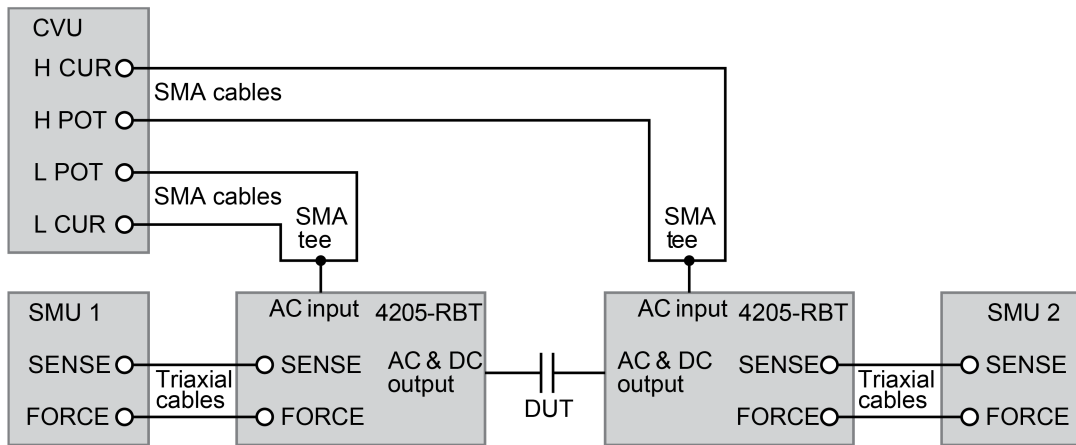 CVU
H CUR
SMA cables
H POT
L POT
SMA cables
L CUR
SMA
tee
SMA
tee
SMU 1
AC input
4205-RBT
AC input
4205-RBT
SMU 2
SENSE
Triaxial
cables
SENSE
AC & DC
output
DUT
AC & DC
output
SENSE
Triaxial
cables
SENSE
FORCE
FORCE
FORCE
FORCE